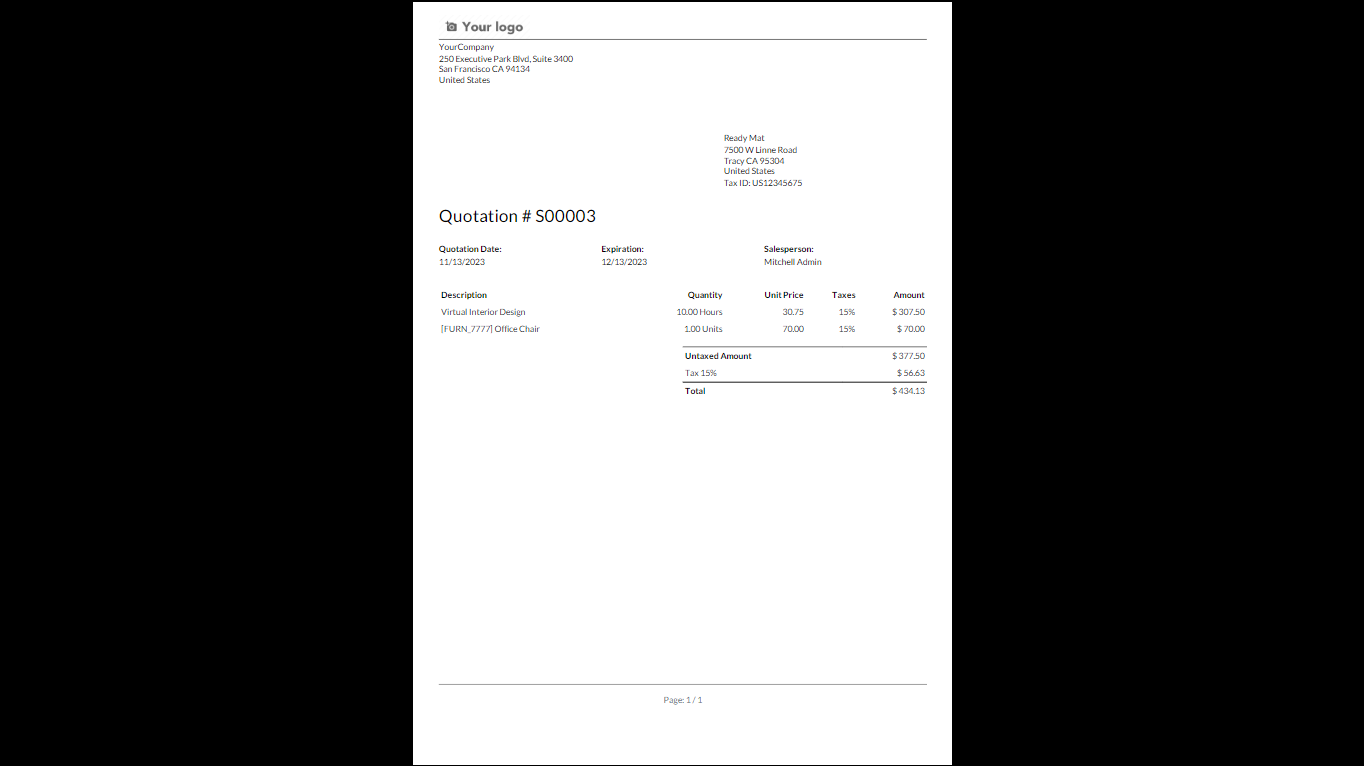 Your logo
YourCompany
250 Executive Park Blvd, Suite 3400
San Francisco CA 94134
United States
Ready Mat
7500 W Linne Road
Tracy CA 95304
United States
Tax ID: US12345675
Quotation # S00003
Quotation Date: Expiration: Salesperson:
11/13/2023 12/13/2023 Mitchell Admin
Description Quantity Unit Price Taxes Amount
Virtual Interior Design 10.00 Hours 30.75 15% $ 307.50
[FURN_7777] Office Chair 1.00 Units 70.00 15% $ 70.00
Untaxed Amount $ 377.50
Tax 15% $ 56.63
Total $ 434.13
Page: 1 / 1